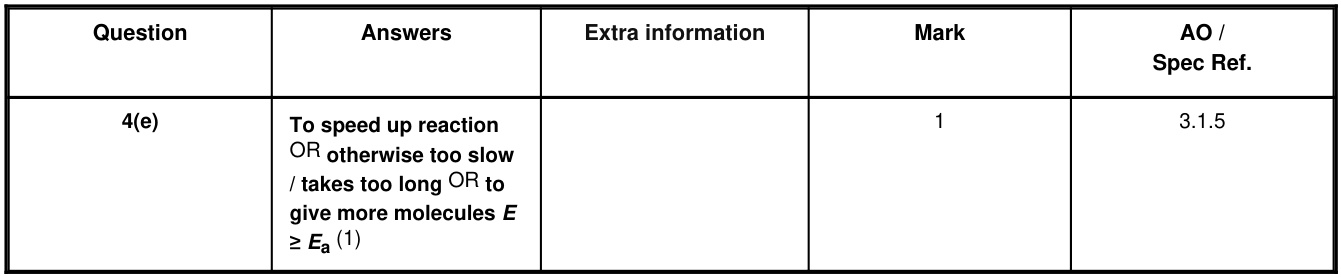 Question Answers Extra information Mark AO /
Spec Ref.
4(e) To speed up reaction 1 3.1.5
OR otherwise too slow
/ takes too long OR to
give more molecules E
≥ Ea (1)